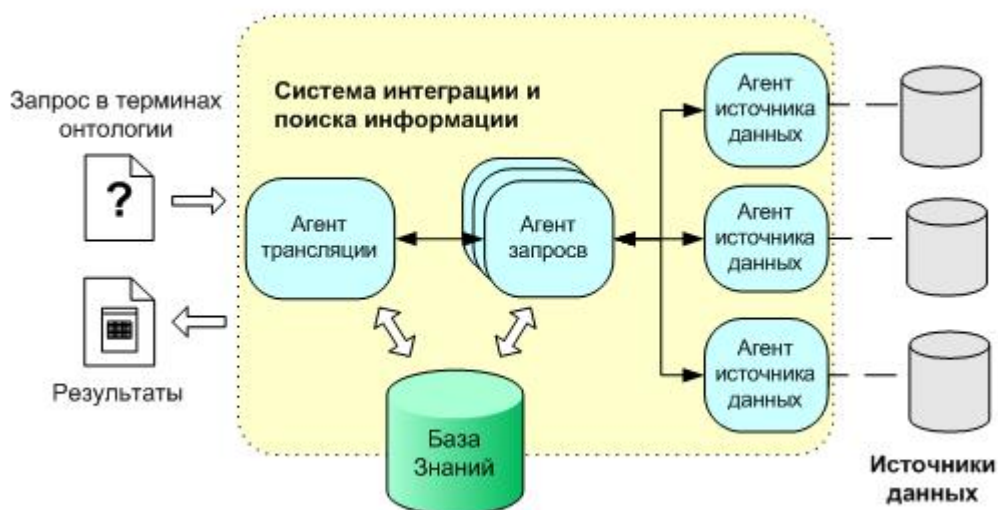 Запрос в терминах
онтологии
?
Результаты
Система интеграции и
поиска информации
Агент
трансляции
Агент
запросв
База
Знаний
Агент
источника
данных
Агент
источника
данных
Агент
источника
данных
Источники
данных